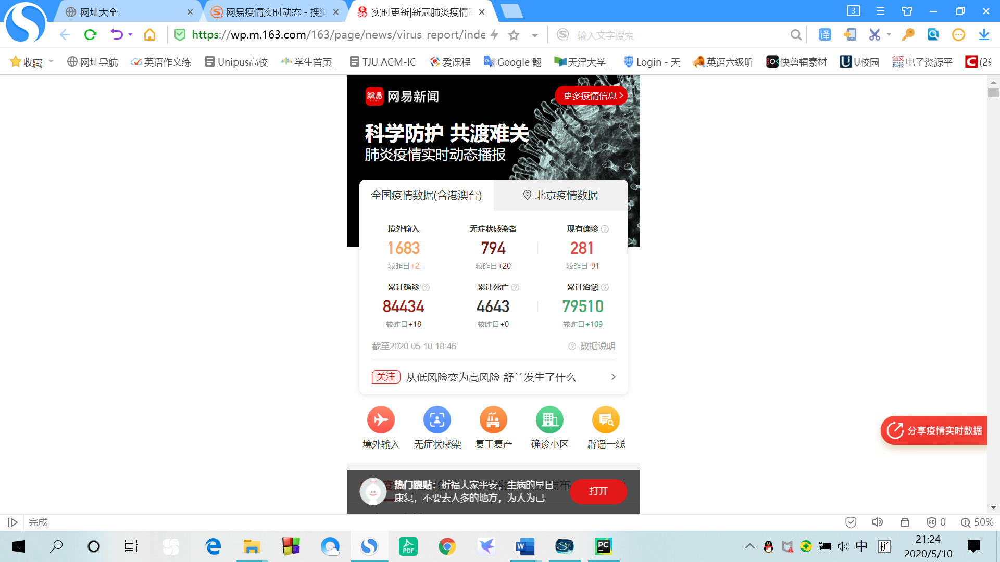 网址大全
网易疫情实时动态 - 搜狗
实时更新|新冠肺炎疫情动
3
https://wp.m.163.com/163/page/news/virus_report/inde
输入文字搜索
译
收藏
网址导航
英语作文练
Unipus高校
学生首页_
TJU ACM-IC
爱课程
Google 翻
天津大学_
Login - 天
英语六级听
快剪辑素材
U校园
创文科技
电子资源平
(2条
網易 网易新闻
更多疫情信息
科学防护 共渡难关
肺炎疫情实时动态播报
全国疫情数据(含港澳台)
北京疫情数据
境外输入 无症状感染者 现有确诊
1683 794 281
较昨日+2 较昨日+20 较昨日-91
累计确诊 累计死亡 累计治愈
84434 4643 79510
较昨日+18 较昨日+0 较昨日+109
截至2020-05-10 18:46
数据说明
关注 从低风险变为高风险 舒兰发生了什么
境外输入 无症状感染 复工复产 确诊小区 辟谣一线
分享疫情实时数据
热门跟贴：祈福大家平安，生病的早日
康复，不要去人多的地方，为人为己
打开
完成
0
50%
PDF
W
PC
中
拼
21:24
2020/5/10